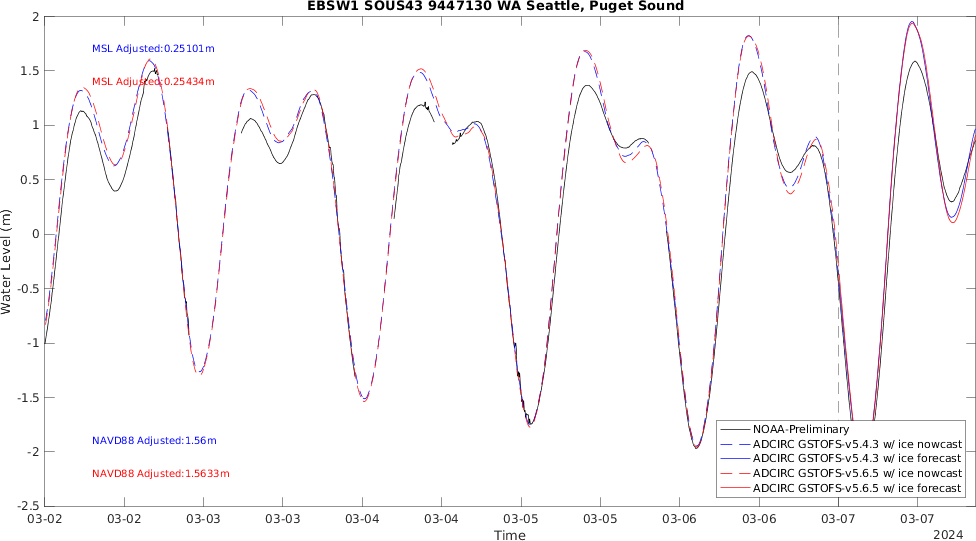 EBSW1 SOUS43 9447130 WA Seattle, Puget Sound
2
MSL Adjusted:0.25101m
1.5
MSL Adjusted:0.25434m
1
0.5
0
Water Level (m)
-0.5
-1
-1.5
NOAA-Preliminary
NAVD88 Adjusted:1.56m
ADCIRC GSTOFS-v5.4.3 w/ ice nowcast
-2
ADCIRC GSTOFS-v5.4.3 w/ ice forecast
NAVD88 Adjusted:1.5633m
ADCIRC GSTOFS-v5.6.5 w/ ice nowcast
ADCIRC GSTOFS-v5.6.5 w/ ice forecast
-2.5
03-02 03-02 03-03 03-03 03-04 03-04 03-05 03-05 03-06 03-06 03-07 03-07
Time
2024